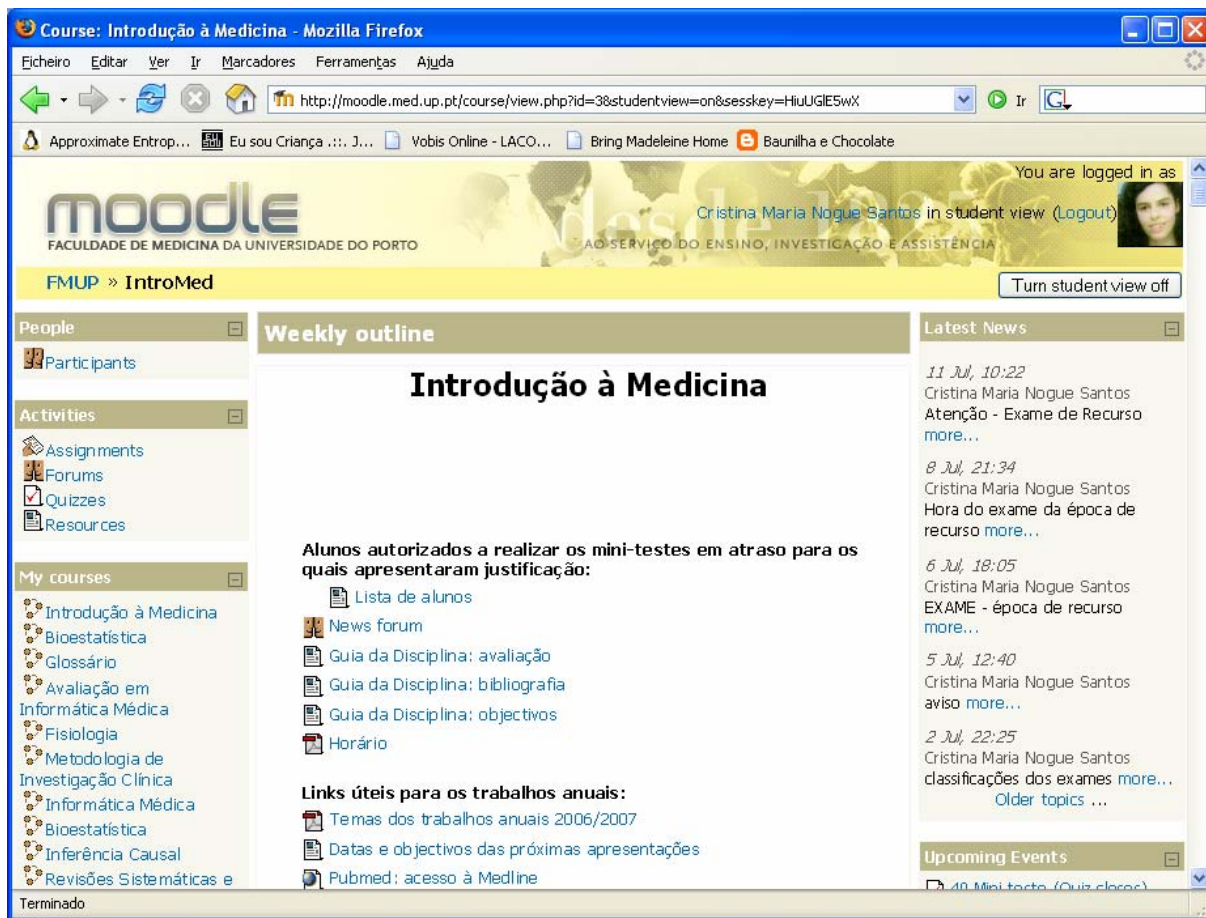 Course: Introdução à Medicina - Mozilla Firefox
Ficheiro Editar Ver Ir Marcadores Ferramentas Ajuda
http://moodle.med.up.pt/course/view.php?id=3&studentview=on&sesskey=HiuUGlE5wX
Ir
Approximate Entrop... Eu sou Criança .::. J... Vobis Online - LACO... Bring Madeleine Home Baunilha e Chocolate
moodle
FACULDADE DE MEDICINA DA UNIVERSIDADE DO PORTO
desde 1825
AO SERVIÇO DO ENSINO, INVESTIGAÇÃO E ASSISTÊNCIA
You are logged in as
Cristina Maria Nogue Santos in student view (Logout)
FMUP » IntroMed
Turn student view off
People
Participants
Activities
Assignments
Forums
Quizzes
Resources
My courses
Introdução à Medicina
Bioestatística
Glossário
Avaliação em
Informática Médica
Fisiologia
Metodologia de
Investigação Clínica
Informática Médica
Bioestatística
Inferência Causal
Revisões Sistemáticas e
Weekly outline
Introdução à Medicina
Alunos autorizados a realizar os mini-testes em atraso para os
quais apresentaram justificação:
Lista de alunos
News forum
Guia da Disciplina: avaliação
Guia da Disciplina: bibliografia
Guia da Disciplina: objectivos
Horário
Links úteis para os trabalhos anuais:
Temas dos trabalhos anuais 2006/2007
Datas e objectivos das próximas apresentações
Pubmed: acesso à Medline
Latest News
11 Jul, 10:22
Cristina Maria Nogue Santos
Atenção - Exame de Recurso
more...
8 Jul, 21:34
Cristina Maria Nogue Santos
Hora do exame da época de
recurso more...
6 Jul, 18:05
Cristina Maria Nogue Santos
EXAME - época de recurso
more...
5 Jul, 12:40
Cristina Maria Nogue Santos
aviso more...
2 Jul, 22:25
Cristina Maria Nogue Santos
classificações dos exames more...
Older topics ...
Upcoming Events
Terminado